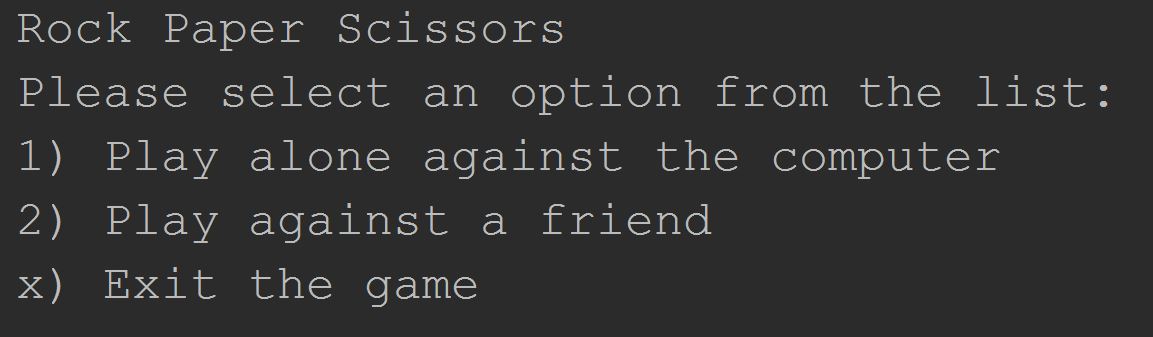 Rock Paper Scissors
Please select an option from the list:
1) Play alone against the computer
2) Play against a friend
x) Exit the game